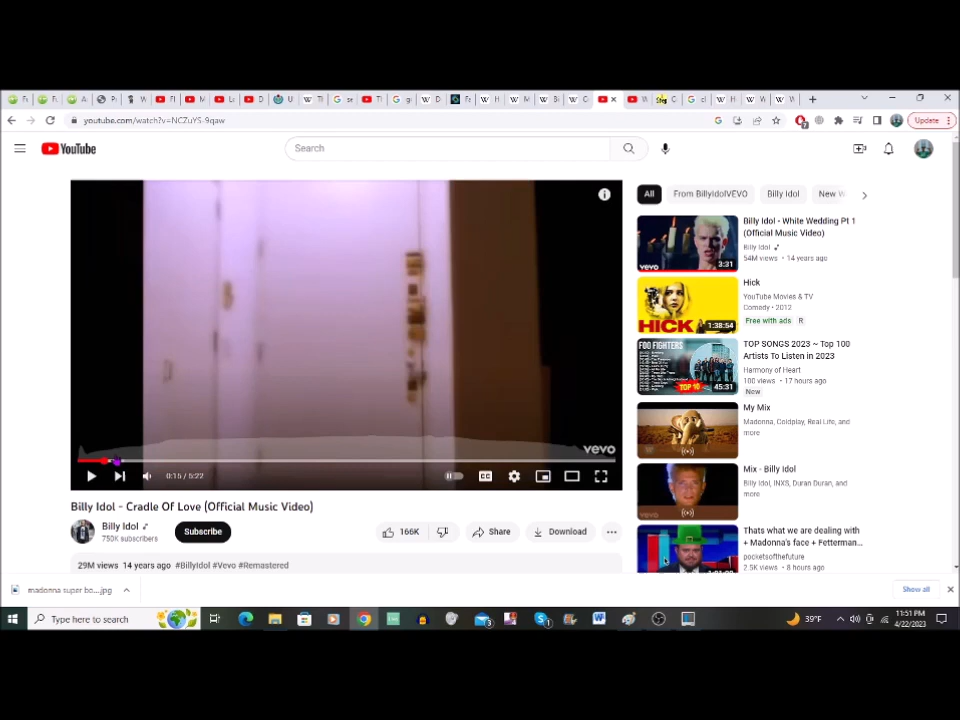 youtube.com/watch?v=NCZuYS-9qaw
Update
YouTube
Search
All
From BillyIdolVEVO
Billy Idol
New W
vevo
0:15 / 5:22
CC
Billy Idol - Cradle Of Love (Official Music Video)
Billy Idol
750K subscribers
Subscribe
166K
Share
Download
29M views 14 years ago #BillyIdol #Vevo #Remastered
vevo
3:31
Billy Idol - White Wedding Pt 1
(Official Music Video)
Billy Idol
54M views • 14 years ago
HICK
1:38:54
Hick
YouTube Movies & TV
Comedy • 2012
Free with ads
R
FOO FIGHTERS
TOP 10
45:31
TOP SONGS 2023 ~ Top 100
Artists To Listen in 2023
Harmony of Heart
100 views • 17 hours ago
New
My Mix
Madonna, Coldplay, Real Life, and
more
Mix - Billy Idol
Billy Idol, INXS, Duran Duran, and
more
Thats what we are dealing with
+ Madonna's face + Fetterman...
pocketsofthefuture
2.5K views • 8 hours ago
madonna super bo....jpg
Show all
Type here to search
39°F
11:51 PM
4/22/2023